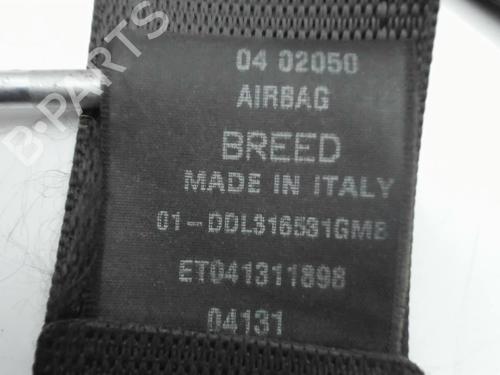 04 02050
AIRBAG
BREED
MADE IN ITALY
01-DDL316531GMB
ET041311898
04131
B-PARTS